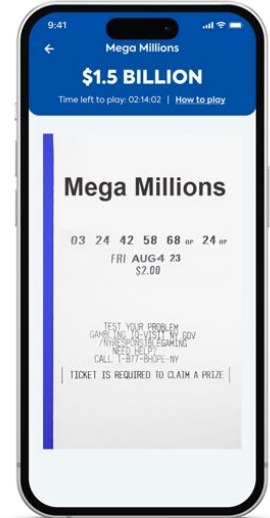 9:41
Mega Millions
$1.5 BILLION
Time left to play: 02:14:02 | How to play
Mega Millions
03 24 42 58 68 QP 24 QP
FRI AUG4 23
$2.00
TEST YOUR PROBLEM
GAMBLING IQ-VISIT NY.GOV
/NYRESPONSIBLEGAMING
NEED HELP?
CALL 1-877-8HOPE-NY
TICKET IS REQUIRED TO CLAIM A PRIZE